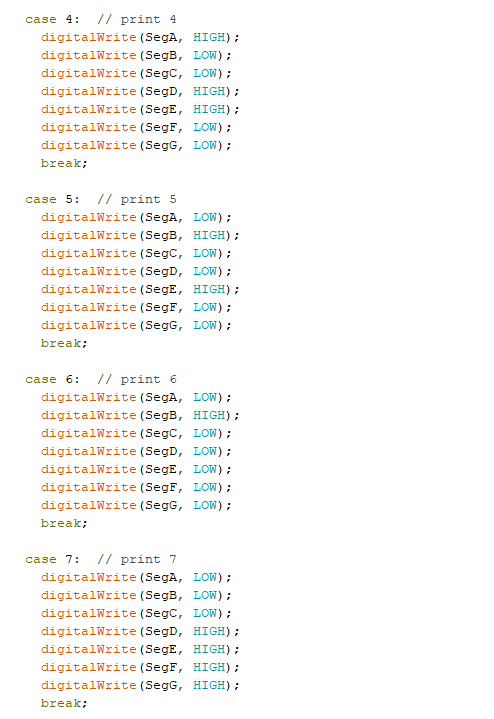 case 4:  // print 4
  digitalWrite(SegA, HIGH);
  digitalWrite(SegB, LOW);
  digitalWrite(SegC, LOW);
  digitalWrite(SegD, HIGH);
  digitalWrite(SegE, HIGH);
  digitalWrite(SegF, LOW);
  digitalWrite(SegG, LOW);
  break;

case 5:  // print 5
  digitalWrite(SegA, LOW);
  digitalWrite(SegB, HIGH);
  digitalWrite(SegC, LOW);
  digitalWrite(SegD, LOW);
  digitalWrite(SegE, HIGH);
  digitalWrite(SegF, LOW);
  digitalWrite(SegG, LOW);
  break;

case 6:  // print 6
  digitalWrite(SegA, LOW);
  digitalWrite(SegB, HIGH);
  digitalWrite(SegC, LOW);
  digitalWrite(SegD, LOW);
  digitalWrite(SegE, LOW);
  digitalWrite(SegF, LOW);
  digitalWrite(SegG, LOW);
  break;

case 7:  // print 7
  digitalWrite(SegA, LOW);
  digitalWrite(SegB, LOW);
  digitalWrite(SegC, LOW);
  digitalWrite(SegD, HIGH);
  digitalWrite(SegE, HIGH);
  digitalWrite(SegF, HIGH);
  digitalWrite(SegG, HIGH);
  break;